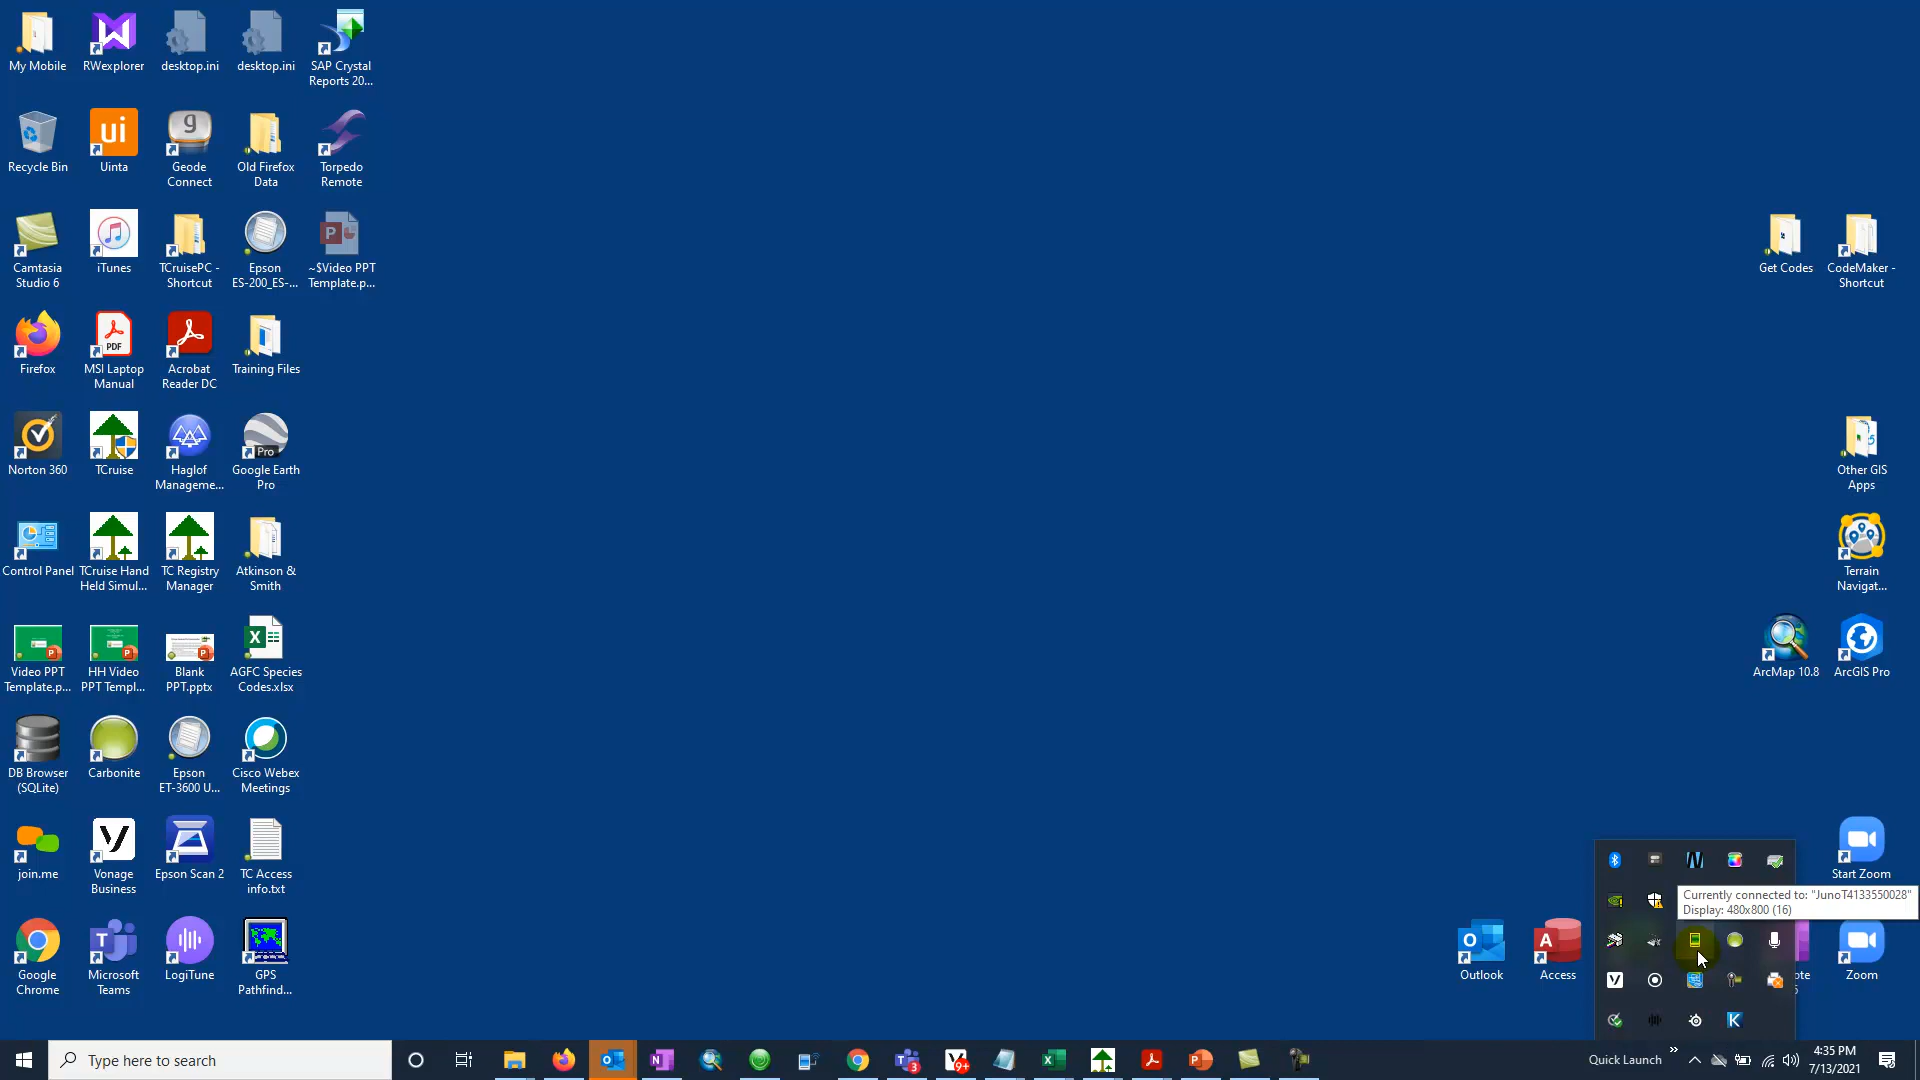 My Mobile
RWexplorer
desktop.ini
desktop.ini
SAP Crystal
Reports 20...
Recycle Bin
ui
Uinta
g
Geode
Connect
Old Firefox
Data
Torpedo
Remote
Camtasia
Studio 6
iTunes
TCruisePC -
Shortcut
Epson
ES-200_ES-...
~$Video PPT
Template.p...
Get Codes
CodeMaker -
Shortcut
Firefox
PDF
MSI Laptop
Manual
Acrobat
Reader DC
Training Files
Norton 360
TCruise
Haglof
Manageme...
Pro
Google Earth
Pro
Other GIS
Apps
Control Panel
TCruise Hand
Held Simul...
TC Registry
Manager
Atkinson &
Smith
Terrain
Navigat...
Video PPT
Template.p...
HH Video
PPT Templ...
Blank
PPT.pptx
AGFC Species
Codes.xlsx
ArcMap 10.8
ArcGIS Pro
DB Browser
(SQLite)
Carbonite
Epson
ET-3600 U...
Cisco Webex
Meetings
join.me
Vonage
Business
Epson Scan 2
TC Access
info.txt
Start Zoom
Currently connected to: "JunoT4133550028"
Display: 480x800 (16)
Google
Chrome
Microsoft
Teams
LogiTune
GPS
Pathfind...
Outlook
Access
ote
Zoom
Type here to search
3
9+
Quick Launch
4:35 PM
7/13/2021